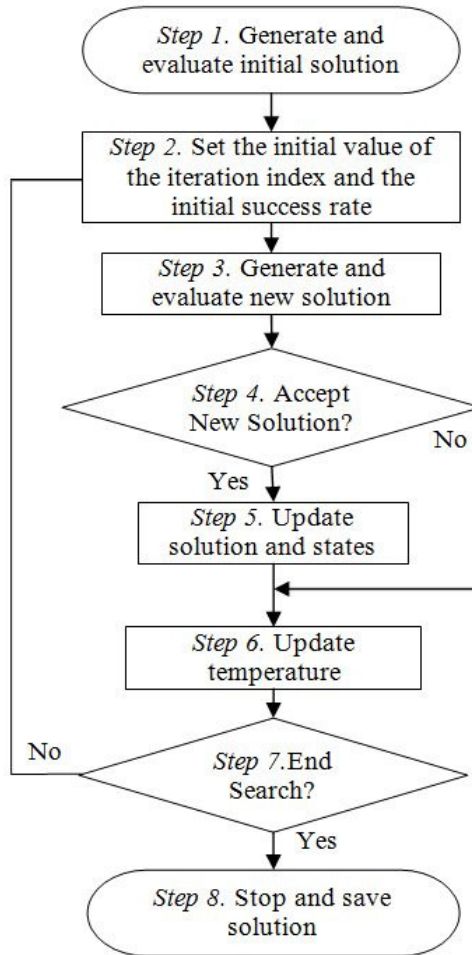 Step 1. Generate and
evaluate initial solution
Step 2. Set the initial value of
the iteration index and the
initial success rate
Step 3. Generate and
evaluate new solution
Step 4. Accept
New Solution?
No
Yes
Step 5. Update
solution and states
Step 6. Update
temperature
No
Step 7.End
Search?
Yes
Step 8. Stop and save
solution